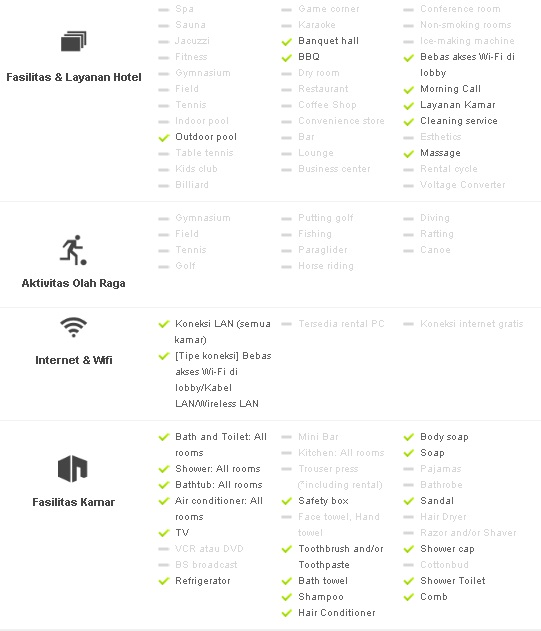 Fasilitas & Layanan Hotel
Spa
Sauna
Jacuzzi
Fitness
Gymnasium
Field
Tennis
Indoor pool
Outdoor pool
Table tennis
Kids club
Billiard
Game corner
Karaoke
Banquet hall
BBQ
Dry room
Restaurant
Coffee Shop
Convenience store
Bar
Lounge
Business center
Conference room
Non-smoking rooms
Ice-making machine
Bebas akses Wi-Fi di
lobby
Morning Call
Layanan Kamar
Cleaning service
Esthetics
Massage
Rental cycle
Voltage Converter
Aktivitas Olah Raga
Gymnasium
Field
Tennis
Golf
Putting golf
Fishing
Paraglider
Horse riding
Diving
Ratting
Canoe
Internet & Wifi
Koneksi LAN (semua
kamar)
[Tipe koneksi] Bebas
akses Wi-Fi di
lobby/Kabel
LAN/Wireless LAN
Tersedia rental PC
Koneksi internet gratis
Fasilitas Kamar
Bath and Toilet: All
rooms
Shower: All rooms
Bathtub: All rooms
Air conditioner: All
rooms
TV
VCR atau DVD
BS broadcast
Refrigerator
Mini Bar
Kitchen: All rooms
Trouser press
(*including rental)
Safety box
Face towel, Hand
towel
Toothbrush and/or
Toothpaste
Bath towel
Shampoo
Hair Conditioner
Body soap
Soap
Pajamas
Bathrobe
Sandal
Hair Dryer
Razor and/or Shaver
Shower cap
Cottonbud
Shower Toilet
Comb